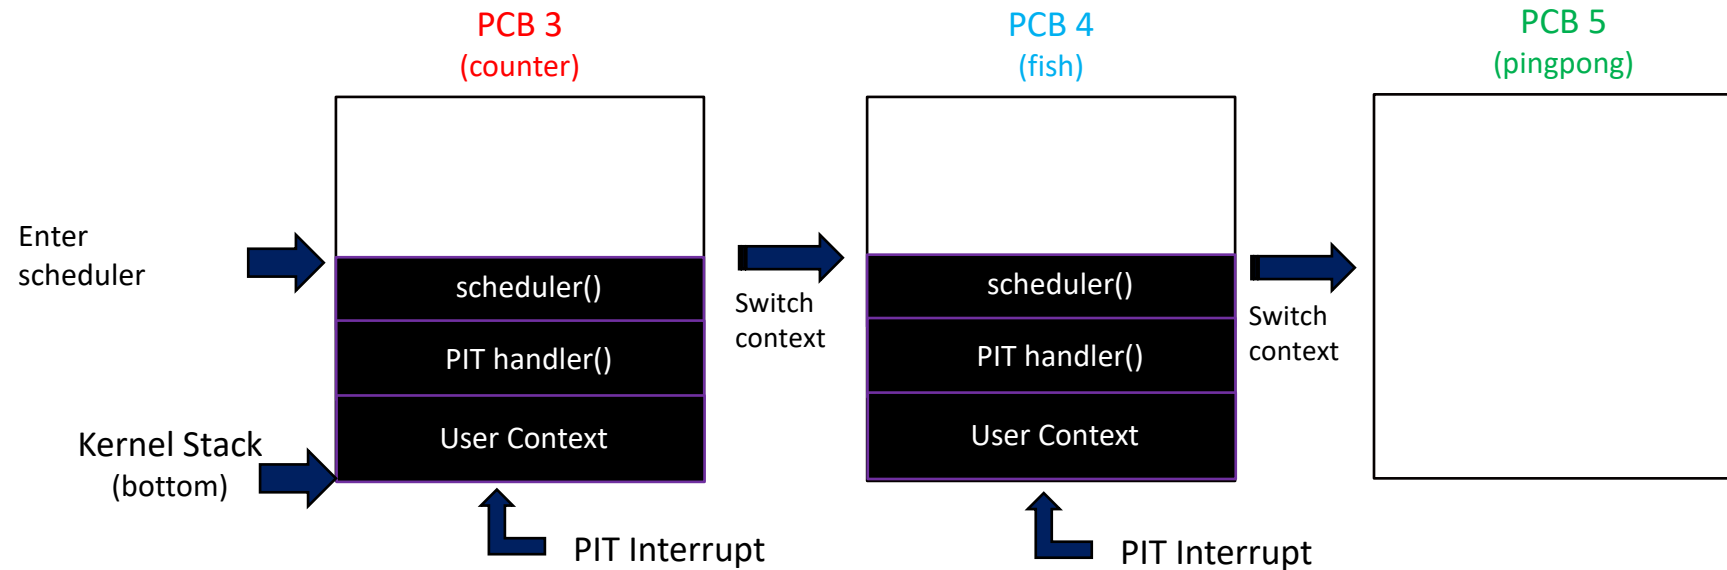 PCB 3
(counter)
PCB 4
(fish)
PCB 5
(pingpong)
Enter
scheduler
scheduler()
PIT handler()
User Context
Kernel Stack
(bottom)
PIT Interrupt
Switch
context
scheduler()
PIT handler()
User Context
PIT Interrupt
Switch
context